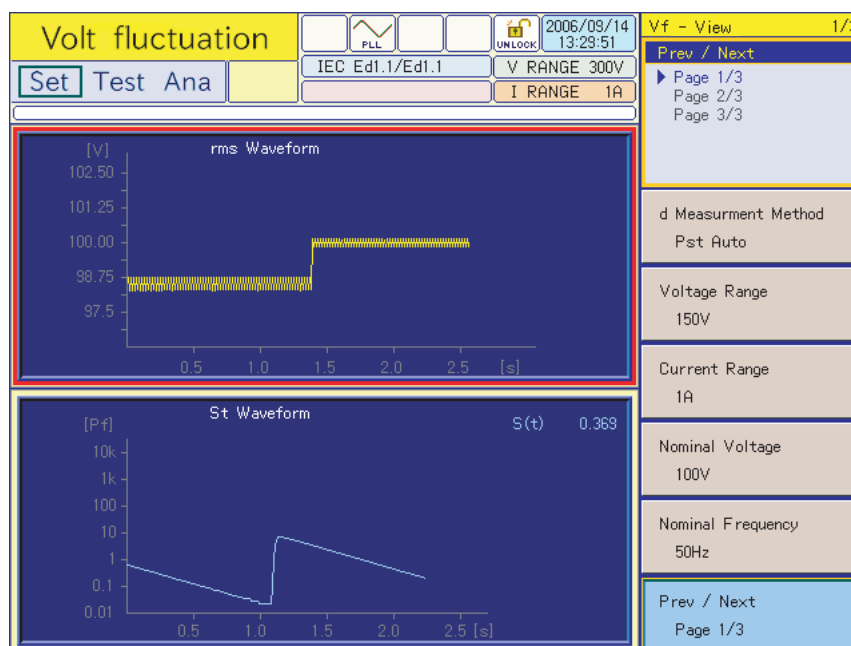 Volt fluctuation
Set Test Ana
PLL
UNLOCK
2006/09/14
13:29:51
IEC Ed1.1/Ed1.1
V RANGE 300V
I RANGE 1A
Vf - View
Prev / Next
Page 1/3
Page 2/3
Page 3/3
[V]
rms Waveform
102.50
101.25
100.00
98.75
97.5
0.5 1.0 1.5 2.0 2.5 [s]
[Pf]
St Waveform
S(t) 0.369
10k
1k
100
10
1
0.1
0.01
0.5 1.0 1.5 2.0 2.5 [s]
d Measurment Method
Pst Auto
Voltage Range
150V
Current Range
1A
Nominal Voltage
100V
Nominal Frequency
50Hz
Prev / Next
Page 1/3